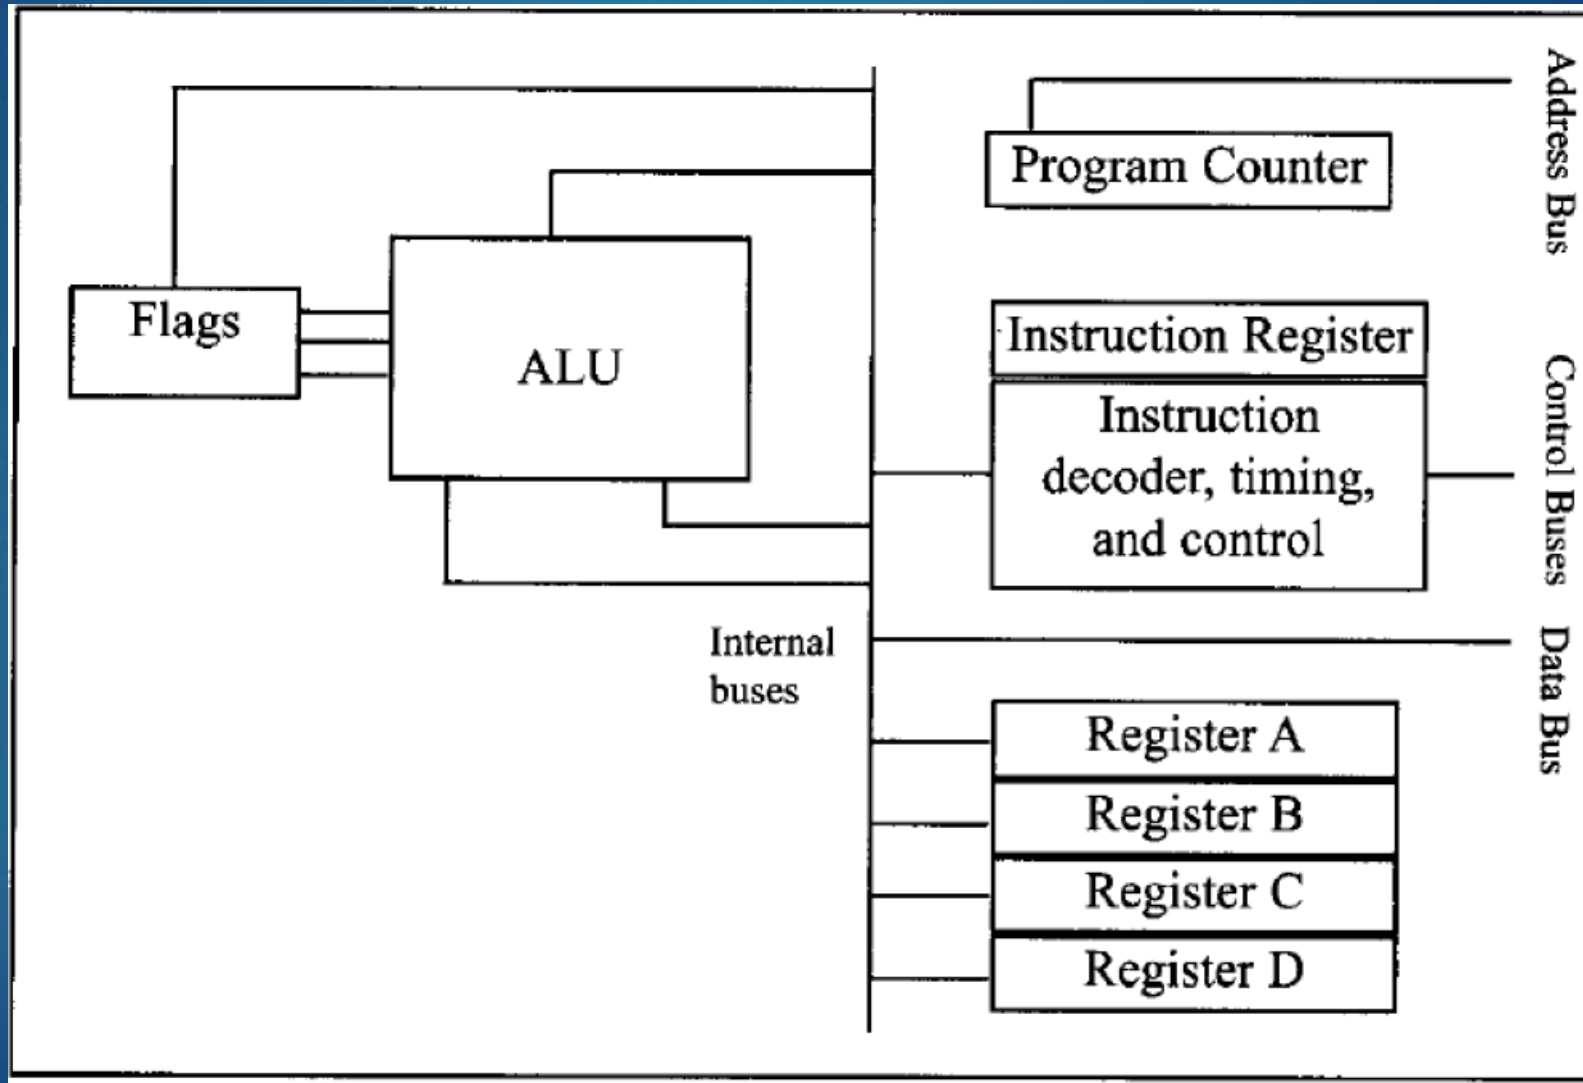 Program Counter
Address Bus
Flags
ALU
Instruction Register
Instruction
decoder, timing,
and control
Control Buses
Internal
buses
Data Bus
Register A
Register B
Register C
Register D